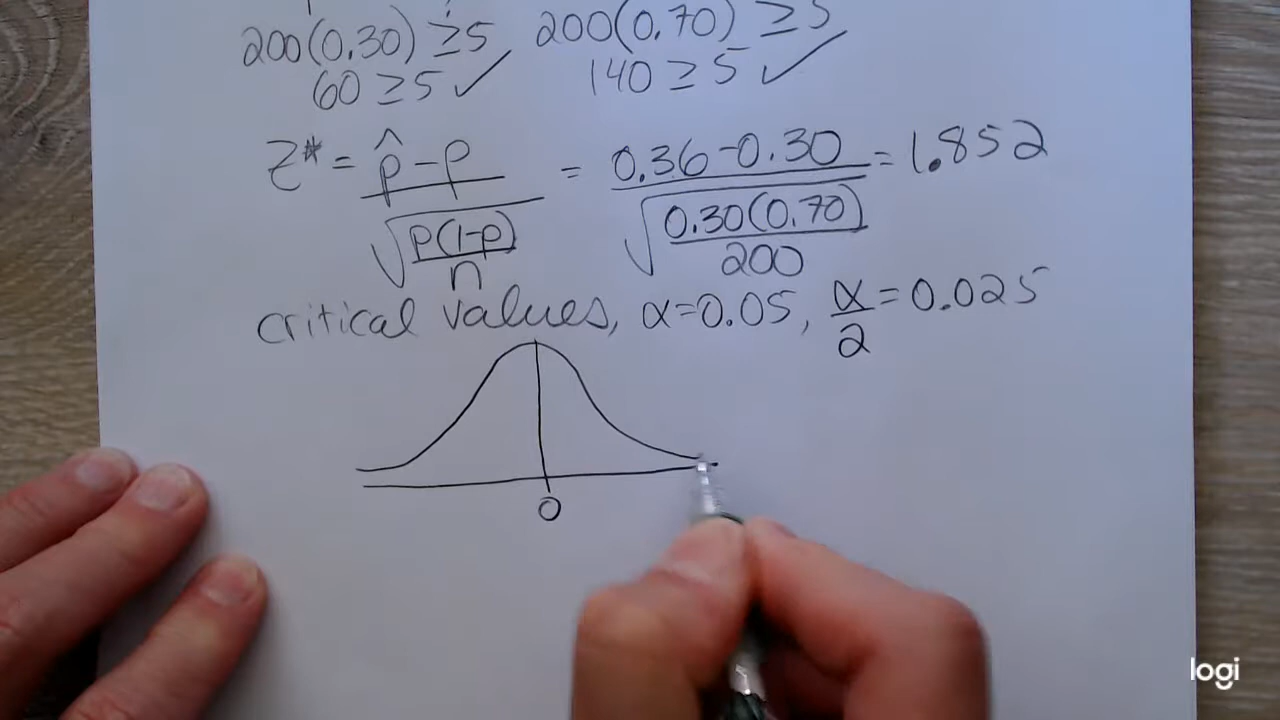 200(0.30) ≥ 5 200(0.70) ≥ 5
60 ≥ 5 ✓ 140 ≥ 5 ✓
Z* = p̂ - p / √(p(1-p)/n) = 0.36 - 0.30 / √(0.30(0.70)/200) = 1.852
critical values, α = 0.05, α/2 = 0.025
0
logi